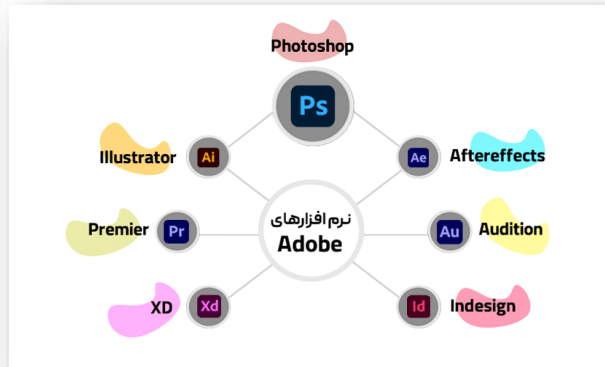 Photoshop
Ps
Illustrator
Ai
Ae
Aftereffects
Premier
Pr
نرم افزارهای
Adobe
Au
Audition
XD
Xd
Id
Indesign